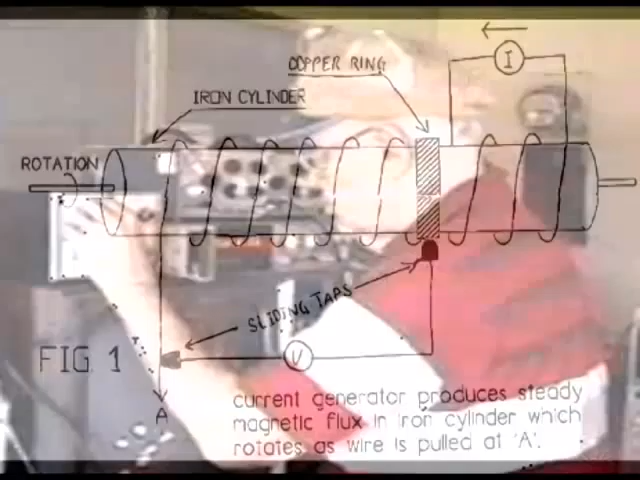 COPPER RING
I
IRON CYLINDER
ROTATION
SLIDING TAPS
V
FIG 1
A
current generator produces steady
magnetic flux in iron cylinder which
rotates as wire is pulled at 'A'.